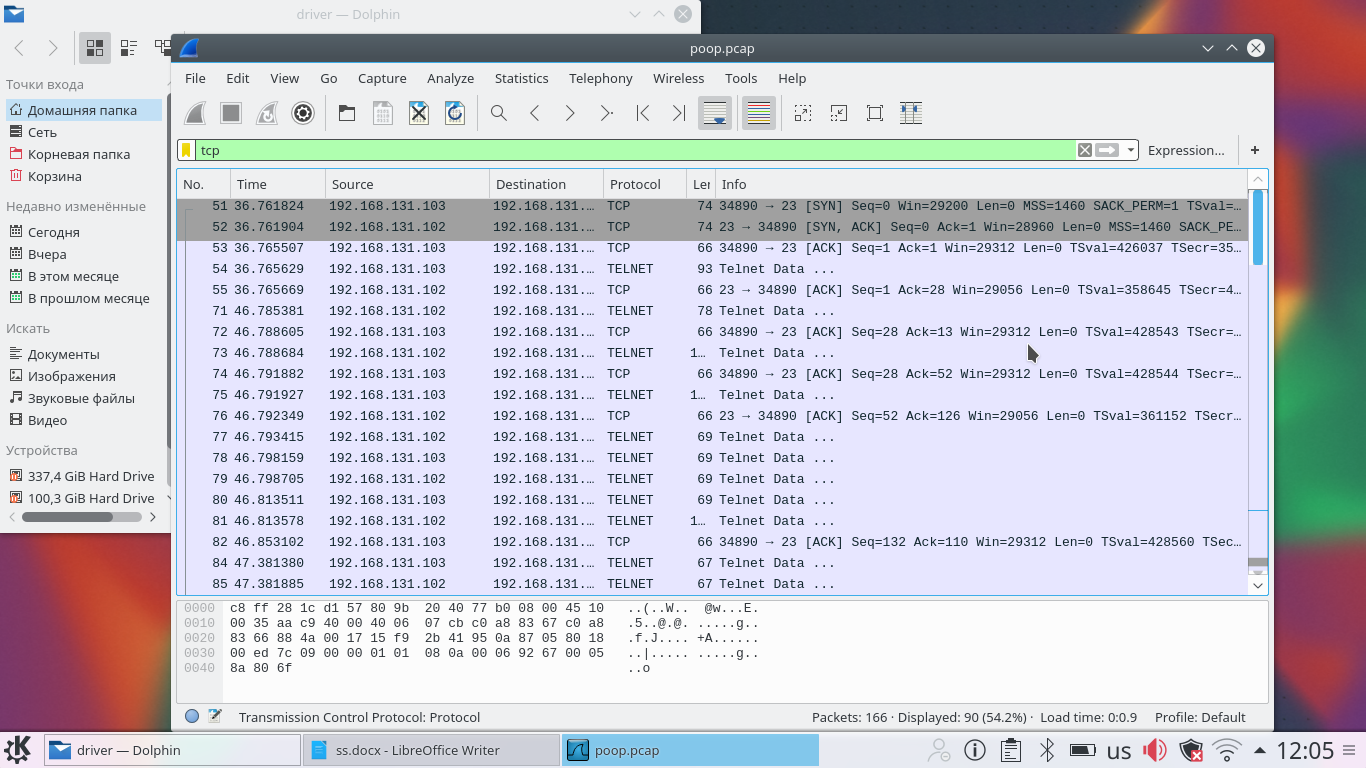 driver — Dolphin
Точки входа
Домашняя папка
Сеть
Корневая папка
Корзина
Недавно изменённые
Сегодня
Вчера
В этом месяце
В прошлом месяце
Искать
Документы
Изображения
Звуковые файлы
Видео
Устройства
337,4 GiB Hard Drive
100,3 GiB Hard Drive
poop.pcap
File Edit View Go Capture Analyze Statistics Telephony Wireless Tools Help
tcp Expression... +
No. Time Source Destination Protocol Ler Info
51 36.761824 192.168.131.103 192.168.131.… TCP 74 34890 → 23 [SYN] Seq=0 Win=29200 Len=0 MSS=1460 SACK_PERM=1 TSval=…
52 36.761904 192.168.131.102 192.168.131.… TCP 74 23 → 34890 [SYN, ACK] Seq=0 Ack=1 Win=28960 Len=0 MSS=1460 SACK_PE…
53 36.765507 192.168.131.103 192.168.131.… TCP 66 34890 → 23 [ACK] Seq=1 Ack=1 Win=29312 Len=0 TSval=426037 TSecr=35…
54 36.765629 192.168.131.103 192.168.131.… TELNET 93 Telnet Data ...
55 36.765669 192.168.131.102 192.168.131.… TCP 66 23 → 34890 [ACK] Seq=1 Ack=28 Win=29056 Len=0 TSval=358645 TSecr=4…
71 46.785381 192.168.131.102 192.168.131.… TELNET 78 Telnet Data ...
72 46.788605 192.168.131.103 192.168.131.… TCP 66 34890 → 23 [ACK] Seq=28 Ack=13 Win=29312 Len=0 TSval=428543 TSecr=…
73 46.788684 192.168.131.102 192.168.131.… TELNET 1… Telnet Data ...
74 46.791882 192.168.131.103 192.168.131.… TCP 66 34890 → 23 [ACK] Seq=28 Ack=52 Win=29312 Len=0 TSval=428544 TSecr=…
75 46.791927 192.168.131.103 192.168.131.… TELNET 1… Telnet Data ...
76 46.792349 192.168.131.102 192.168.131.… TCP 66 23 → 34890 [ACK] Seq=52 Ack=126 Win=29056 Len=0 TSval=361152 TSecr…
77 46.793415 192.168.131.102 192.168.131.… TELNET 69 Telnet Data ...
78 46.798159 192.168.131.103 192.168.131.… TELNET 69 Telnet Data ...
79 46.798705 192.168.131.102 192.168.131.… TELNET 69 Telnet Data ...
80 46.813511 192.168.131.103 192.168.131.… TELNET 69 Telnet Data ...
81 46.813578 192.168.131.102 192.168.131.… TELNET 1… Telnet Data ...
82 46.853102 192.168.131.103 192.168.131.… TCP 66 34890 → 23 [ACK] Seq=132 Ack=110 Win=29312 Len=0 TSval=428560 TSec…
84 47.381380 192.168.131.103 192.168.131.… TELNET 67 Telnet Data ...
85 47.381885 192.168.131.102 192.168.131.… TELNET 67 Telnet Data ...
0000 c8 ff 28 1c d1 57 80 9b 20 40 77 b0 08 00 45 10 ..(..W.. @w...E.
0010 00 35 aa c9 40 00 40 06 07 cb c0 a8 83 67 c0 a8 .5..@.@. .....g..
0020 83 66 88 4a 00 17 15 f9 2b 41 95 0a 87 05 80 18 .f.J.... +A......
0030 00 ed 7c 09 00 00 01 01 08 0a 00 06 92 67 00 05 ..|..... .....g..
0040 8a 80 6f ..o
Transmission Control Protocol: Protocol Packets: 166 · Displayed: 90 (54.2%) · Load time: 0:0.9 Profile: Default
driver — Dolphin ss.docx - LibreOffice Writer poop.pcap us 12:05